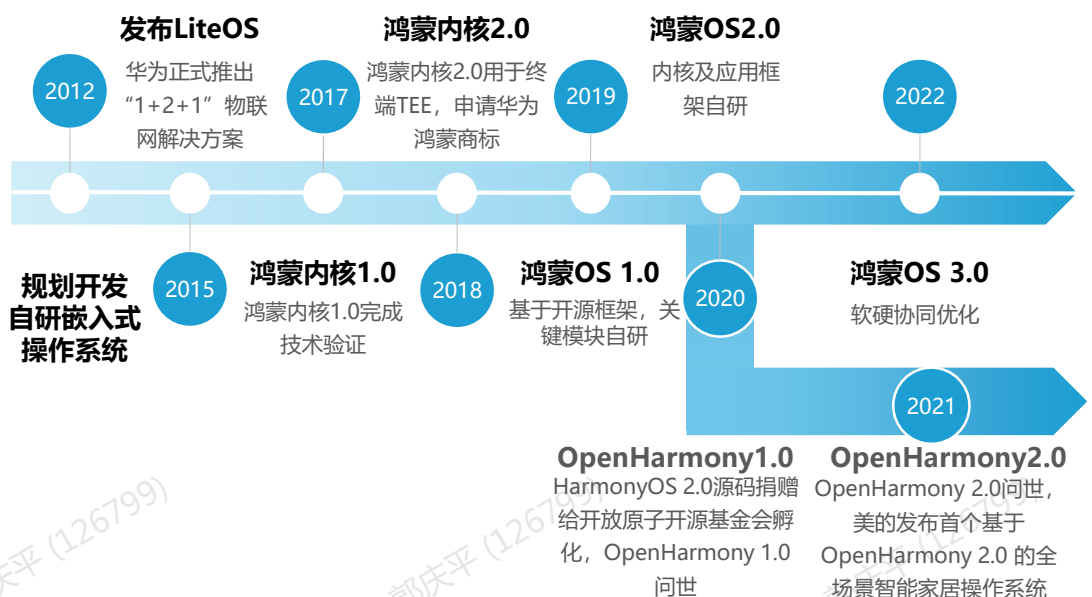 发布LiteOS
鸿蒙内核2.0
鸿蒙OS2.0
2012
华为正式推出
“1+2+1”物联
网解决方案
2017
鸿蒙内核2.0用于终
端TEE，申请华为
鸿蒙商标
2019
内核及应用框
架自研
2022
规划开发
自研嵌入式
操作系统
2015
鸿蒙内核1.0
鸿蒙内核1.0完成
技术验证
2018
鸿蒙OS 1.0
基于开源框架，关
键模块自研
2020
鸿蒙OS 3.0
软硬协同优化
2021
OpenHarmony1.0
HarmonyOS 2.0源码捐赠
给开放原子开源基金会孵
化，OpenHarmony 1.0
问世
OpenHarmony2.0
OpenHarmony 2.0问世，
美的发布首个基于
OpenHarmony 2.0 的全
场景智能家居操作系统
庆平 (126799)
郭庆平 (126799)